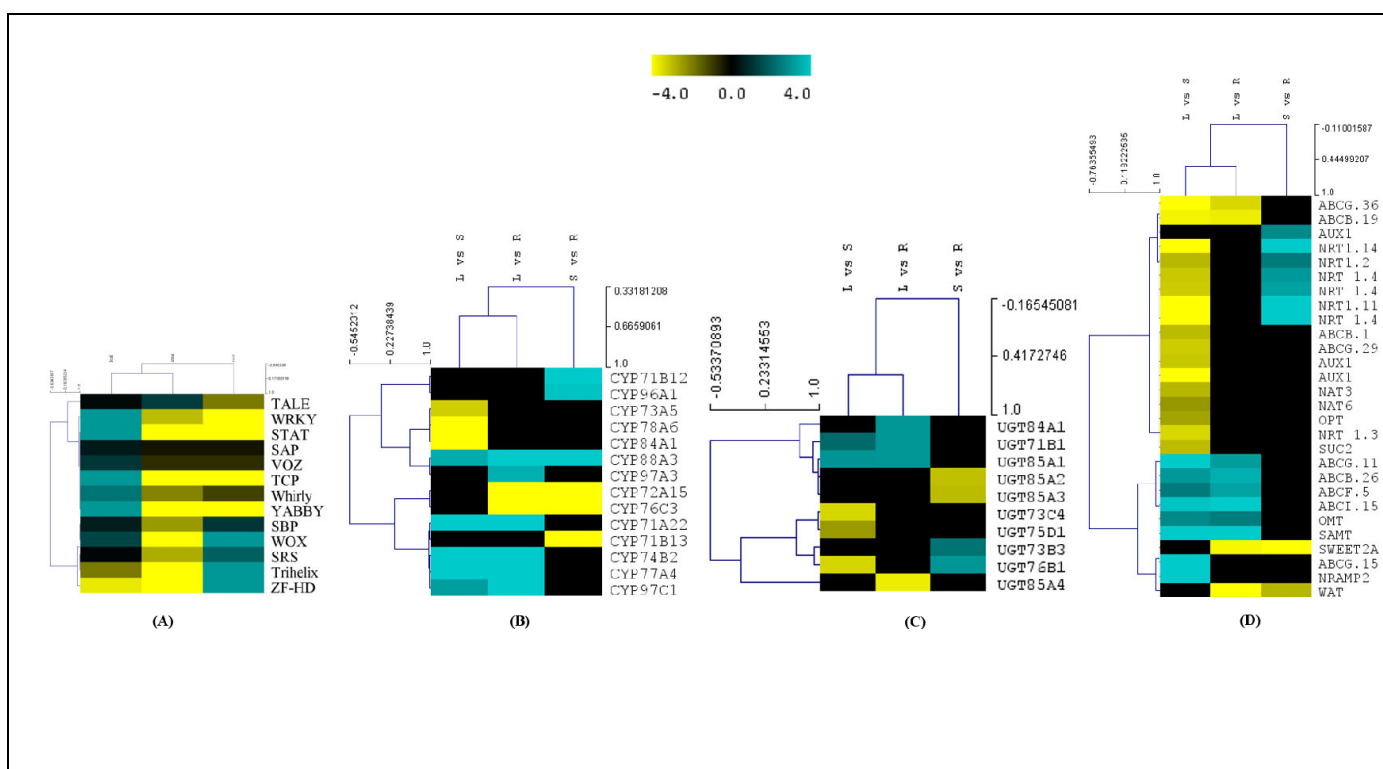 -4.0 0.0 4.0
TALE
WRKY
STAT
SAP
VOZ
TCP
Whirly
YABBY
SBP
WOX
SRS
Trihelix
ZF-HD
(A)
L vs S
L vs R
S vs R
-0.5452312
0.22738439
1.0
0.33181208
0.6659061
1.0
CYP71B12
CYP96A1
CYP73A5
CYP78A6
CYP84A1
CYP88A3
CYP97A3
CYP72A15
CYP76C3
CYP71A22
CYP71B13
CYP74B2
CYP77A4
CYP97C1
(B)
L vs S
L vs R
S vs R
-0.53370893
0.23314553
1.0
-0.16545081
0.4172746
1.0
UGT84A1
UGT71B1
UGT85A1
UGT85A2
UGT85A3
UGT73C4
UGT75D1
UGT73B3
UGT76B1
UGT85A4
(C)
L vs S
L vs R
S vs R
-0.76355493
1.0
-0.11001587
0.44499207
1.0
ABCG.36
ABCB.19
AUX1
NRT1.14
NRT1.2
NRT 1.4
NRT 1.4
NRT1.11
NRT 1.4
ABCB.1
ABCG.29
AUX1
AUX1
NAT3
NAT6
OPT
NRT 1.3
SUC2
ABCG.11
ABCB.26
ABCF.5
ABCI.15
OMT
SAMT
SWEET2A
ABCG.15
NRAMP2
WAT
(D)